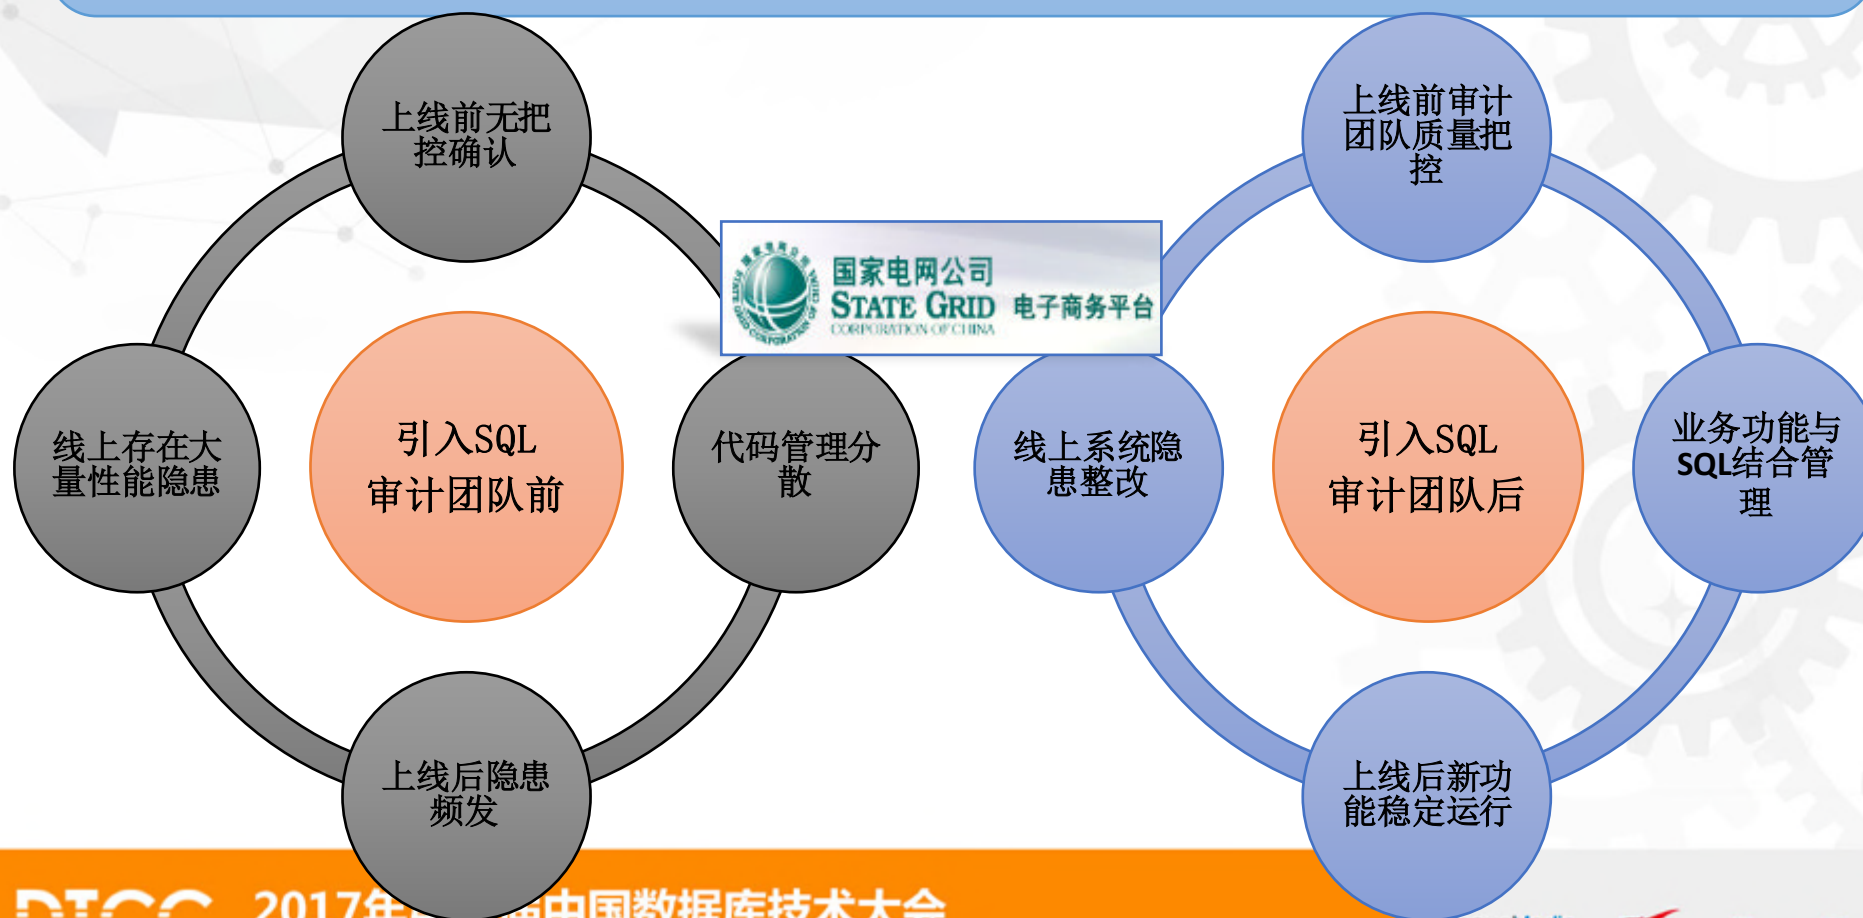 上线前无把
控确认
线上存在大
量性能隐患
引入SQL
审计团队前
代码管理分
散
上线后隐患
频发
国家电网公司
STATE GRID
CORPORATION OF CHINA
电子商务平台
上线前审计
团队质量把
控
线上系统隐
患整改
引入SQL
审计团队后
业务功能与
SQL结合管
理
上线后新功
能稳定运行
DTCC 2017年 中国数据库技术大会